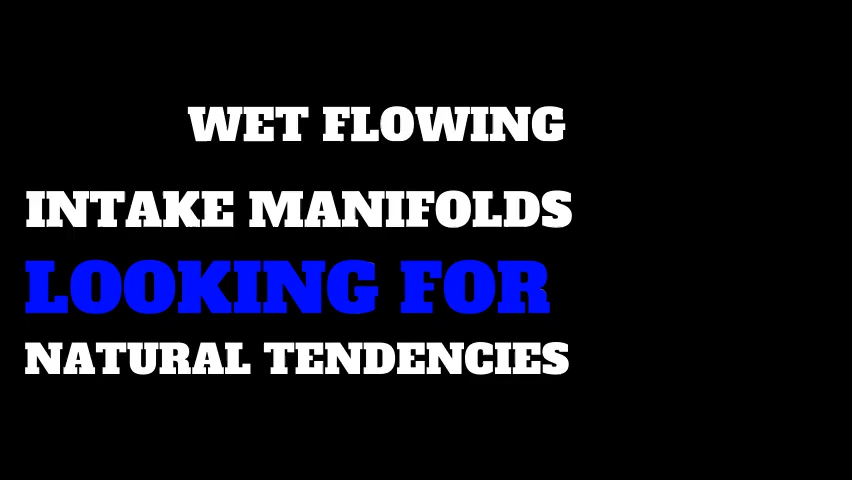 WET FLOWING
INTAKE MANIFOLDS
LOOKING FOR
NATURAL TENDENCIES